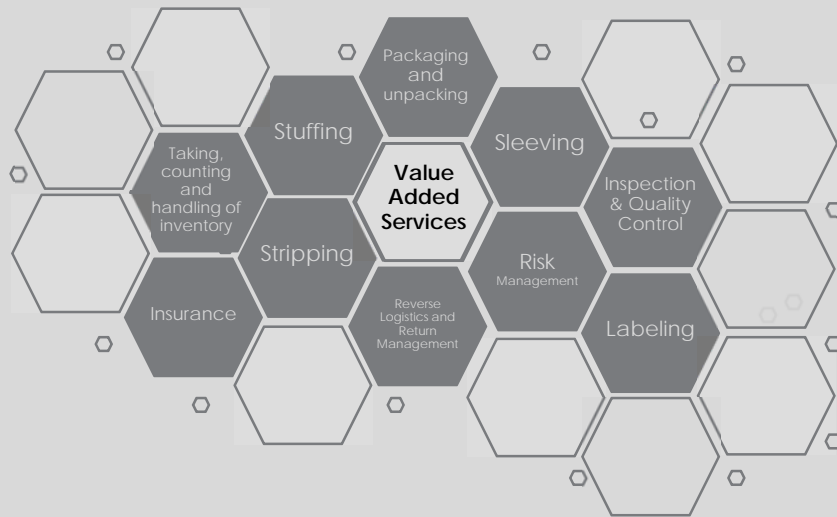 Packaging
and
unpacking
Stuffing
Sleeving
Taking,
counting
and
handling of
inventory
Value
Added
Services
Inspection
& Quality
Control
Stripping
Risk
Management
Insurance
Reverse
Logistics and
Return
Management
Labeling